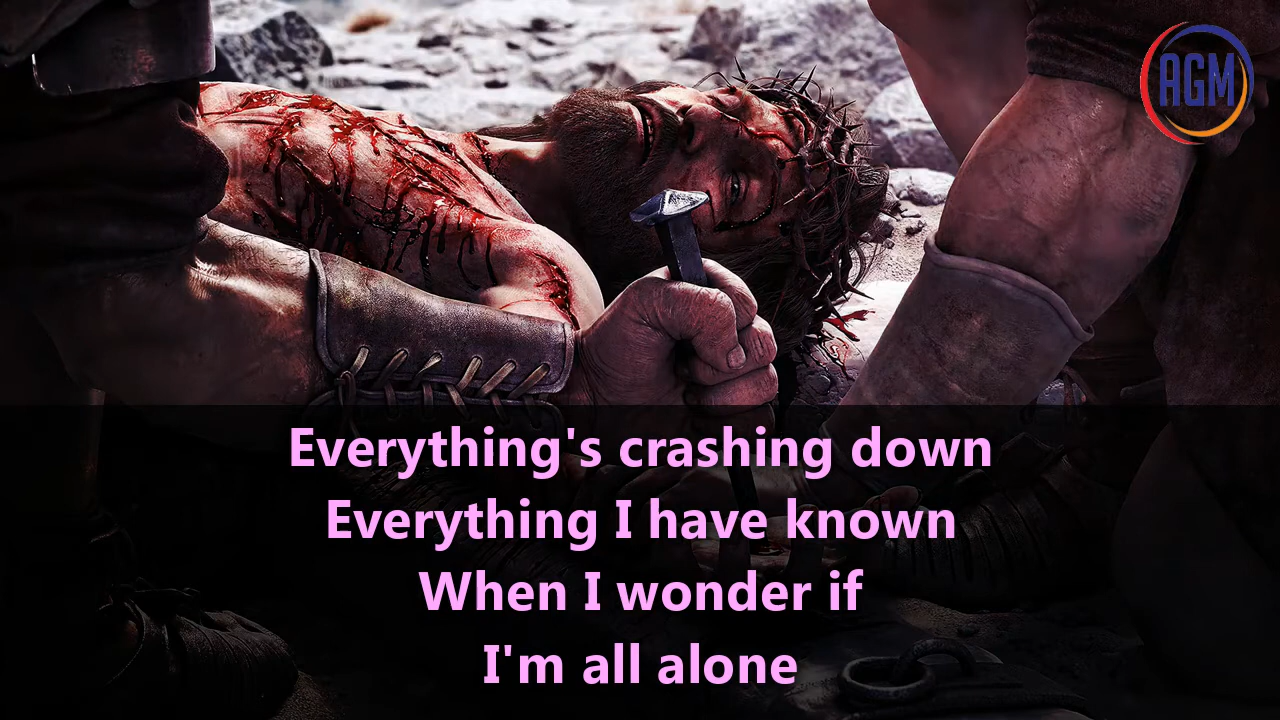 AGM
Everything's crashing down
Everything I have known
When I wonder if
I'm all alone